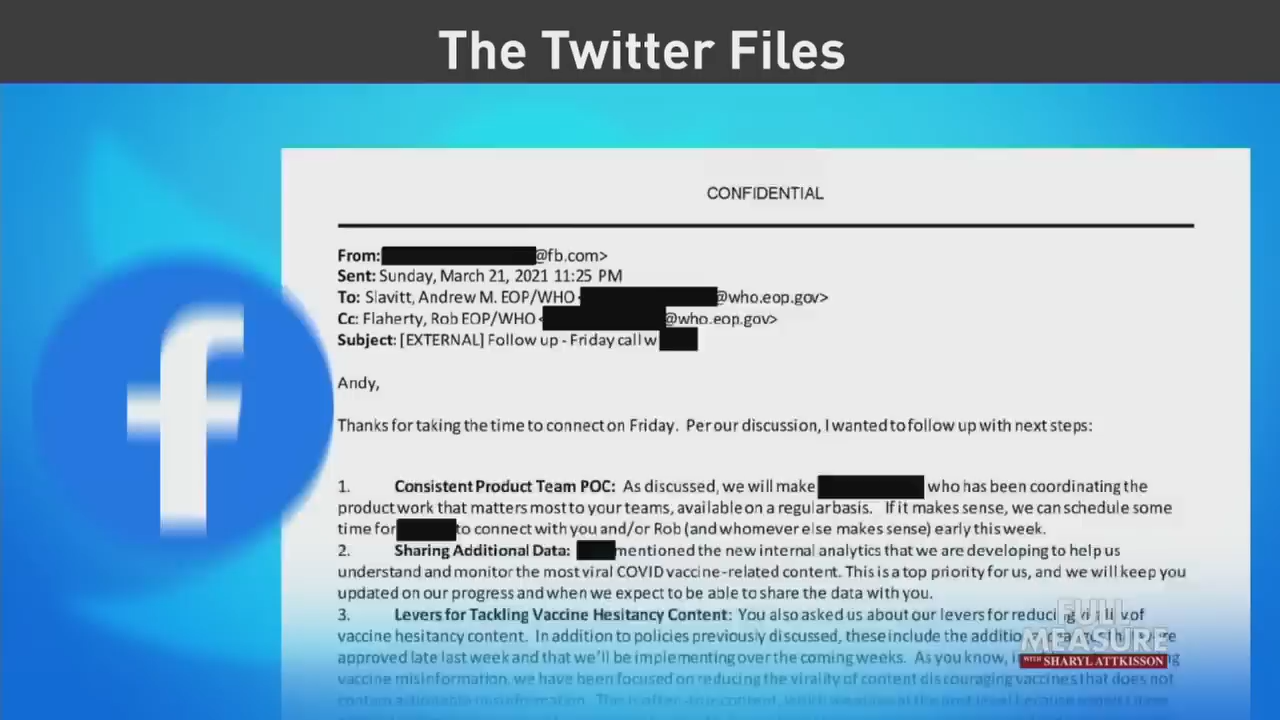 The Twitter Files
CONFIDENTIAL
From: @fb.com>
Sent: Sunday, March 21, 2021 11:25 PM
To: Slavitt, Andrew M. EOP/WHO < @who.eop.gov>
Cc: Flaherty, Rob EOP/WHO < @who.eop.gov>
Subject: [EXTERNAL] Follow up - Friday call w
Andy,
Thanks for taking the time to connect on Friday. Per our discussion, I wanted to follow up with next steps:
1. Consistent Product Team POC: As discussed, we will make who has been coordinating the
product work that matters most to your teams, available on a regular basis. If it makes sense, we can schedule some
time for to connect with you and/or Rob (and whomever else makes sense) early this week.
2. Sharing Additional Data: mentioned the new internal analytics that we are developing to help us
understand and monitor the most viral COVID vaccine-related content. This is a top priority for us, and we will keep you
updated on our progress and when we expect to be able to share the data with you.
3. Levers for Tackling Vaccine Hesitancy Content: You also asked us about our levers for reducing virality of
vaccine hesitancy content. In addition to policies previously discussed, these include the
approved late last week and that we'll be implementing over the coming weeks. As you know,
vaccine misinformation, we have been focused on reducing the virality of content discouraging vaccines that does not
FULL
MEASURE
WITH SHARYL ATTKISSON